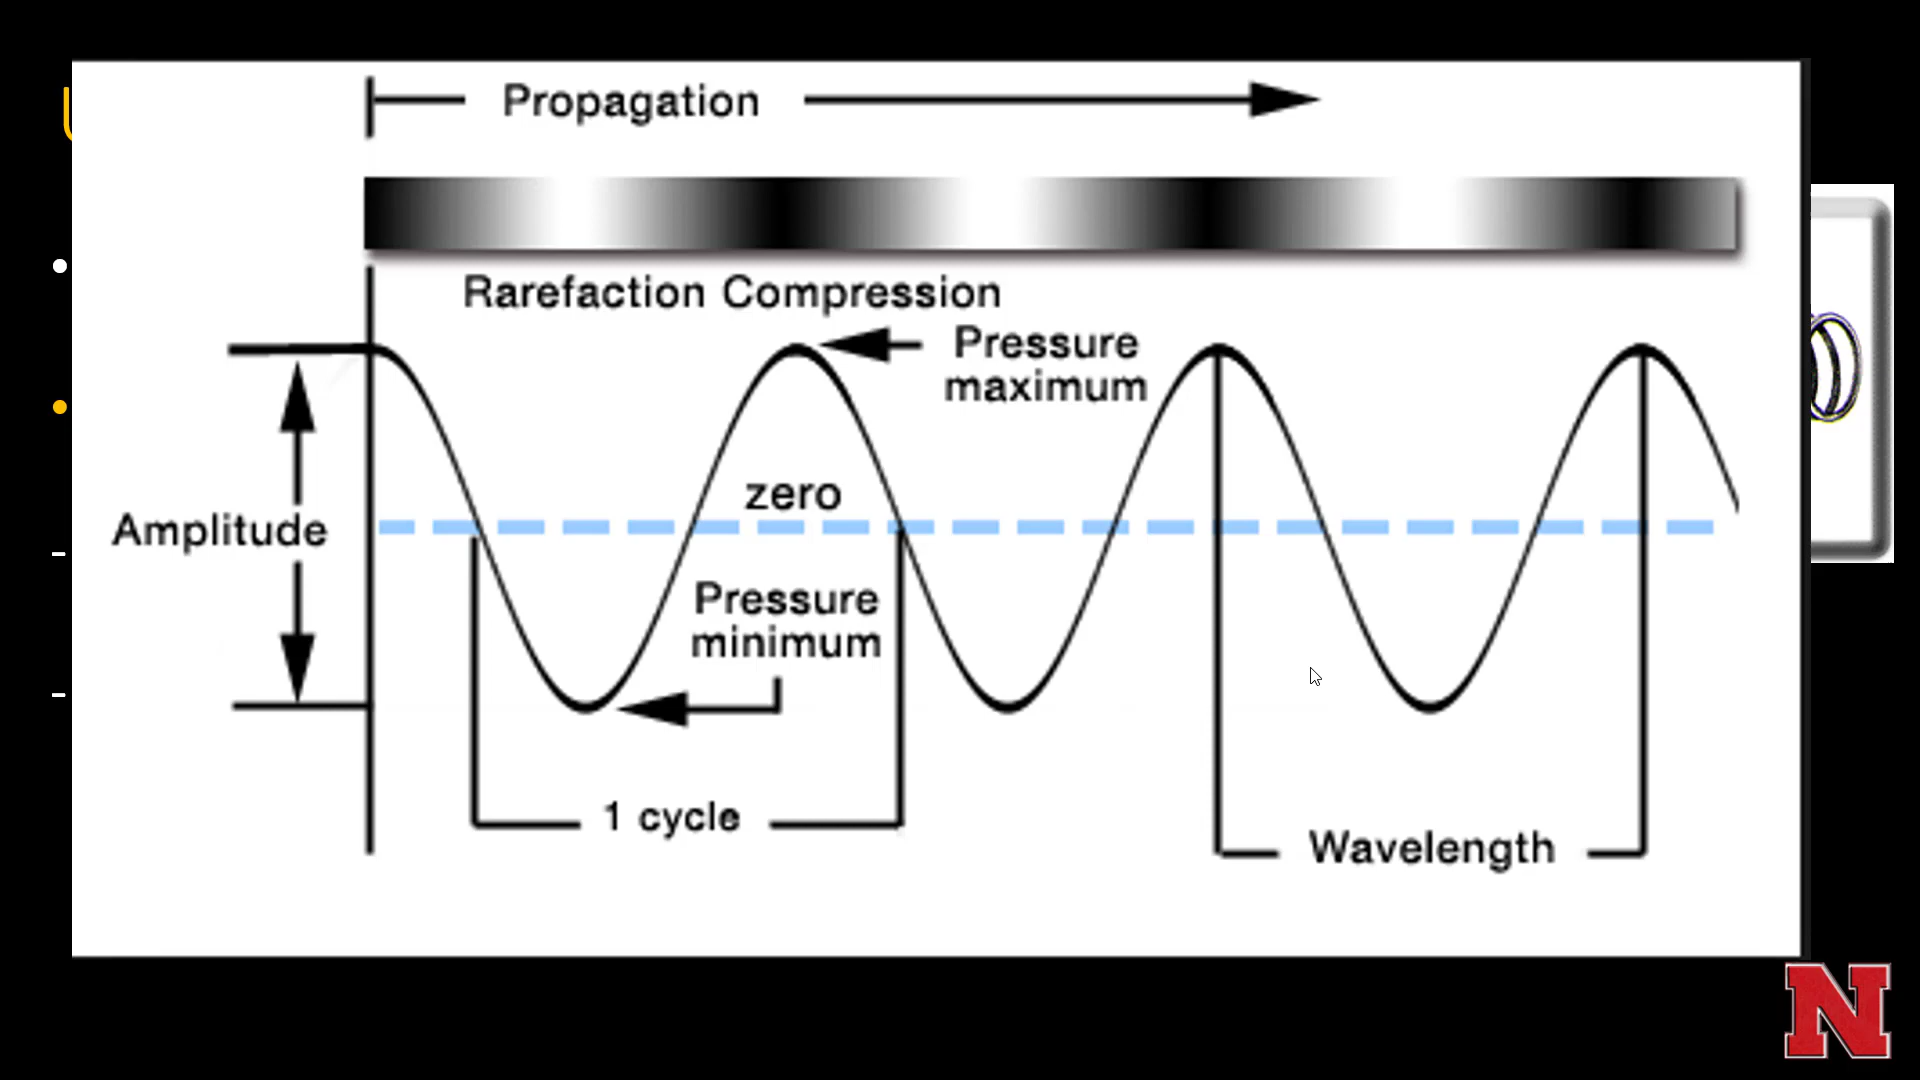 Propagation
Rarefaction Compression
Pressure
maximum
zero
Amplitude
Pressure
minimum
1 cycle
Wavelength
N